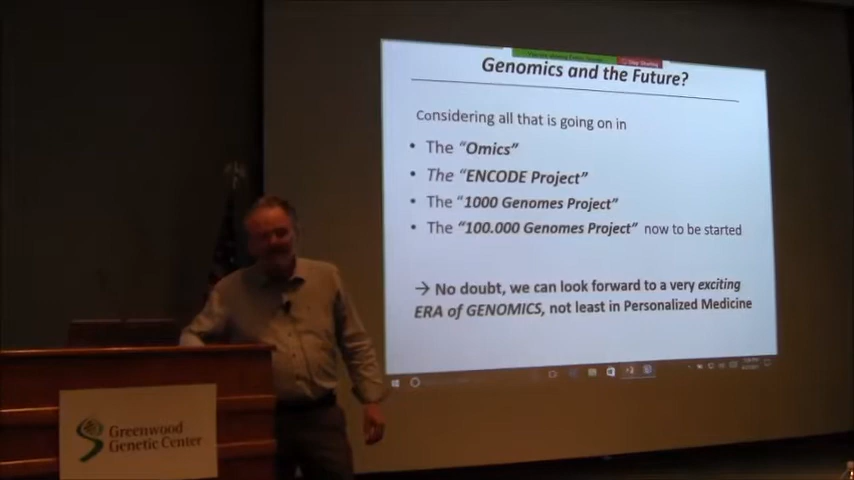 Genomics and the Future?
Stop Sharing
Considering all that is going on in
• The "Omics"
• The "ENCODE Project"
• The "1000 Genomes Project"
• The "100.000 Genomes Project" now to be started
→ No doubt, we can look forward to a very exciting
ERA of GENOMICS, not least in Personalized Medicine
Greenwood
Genetic Center